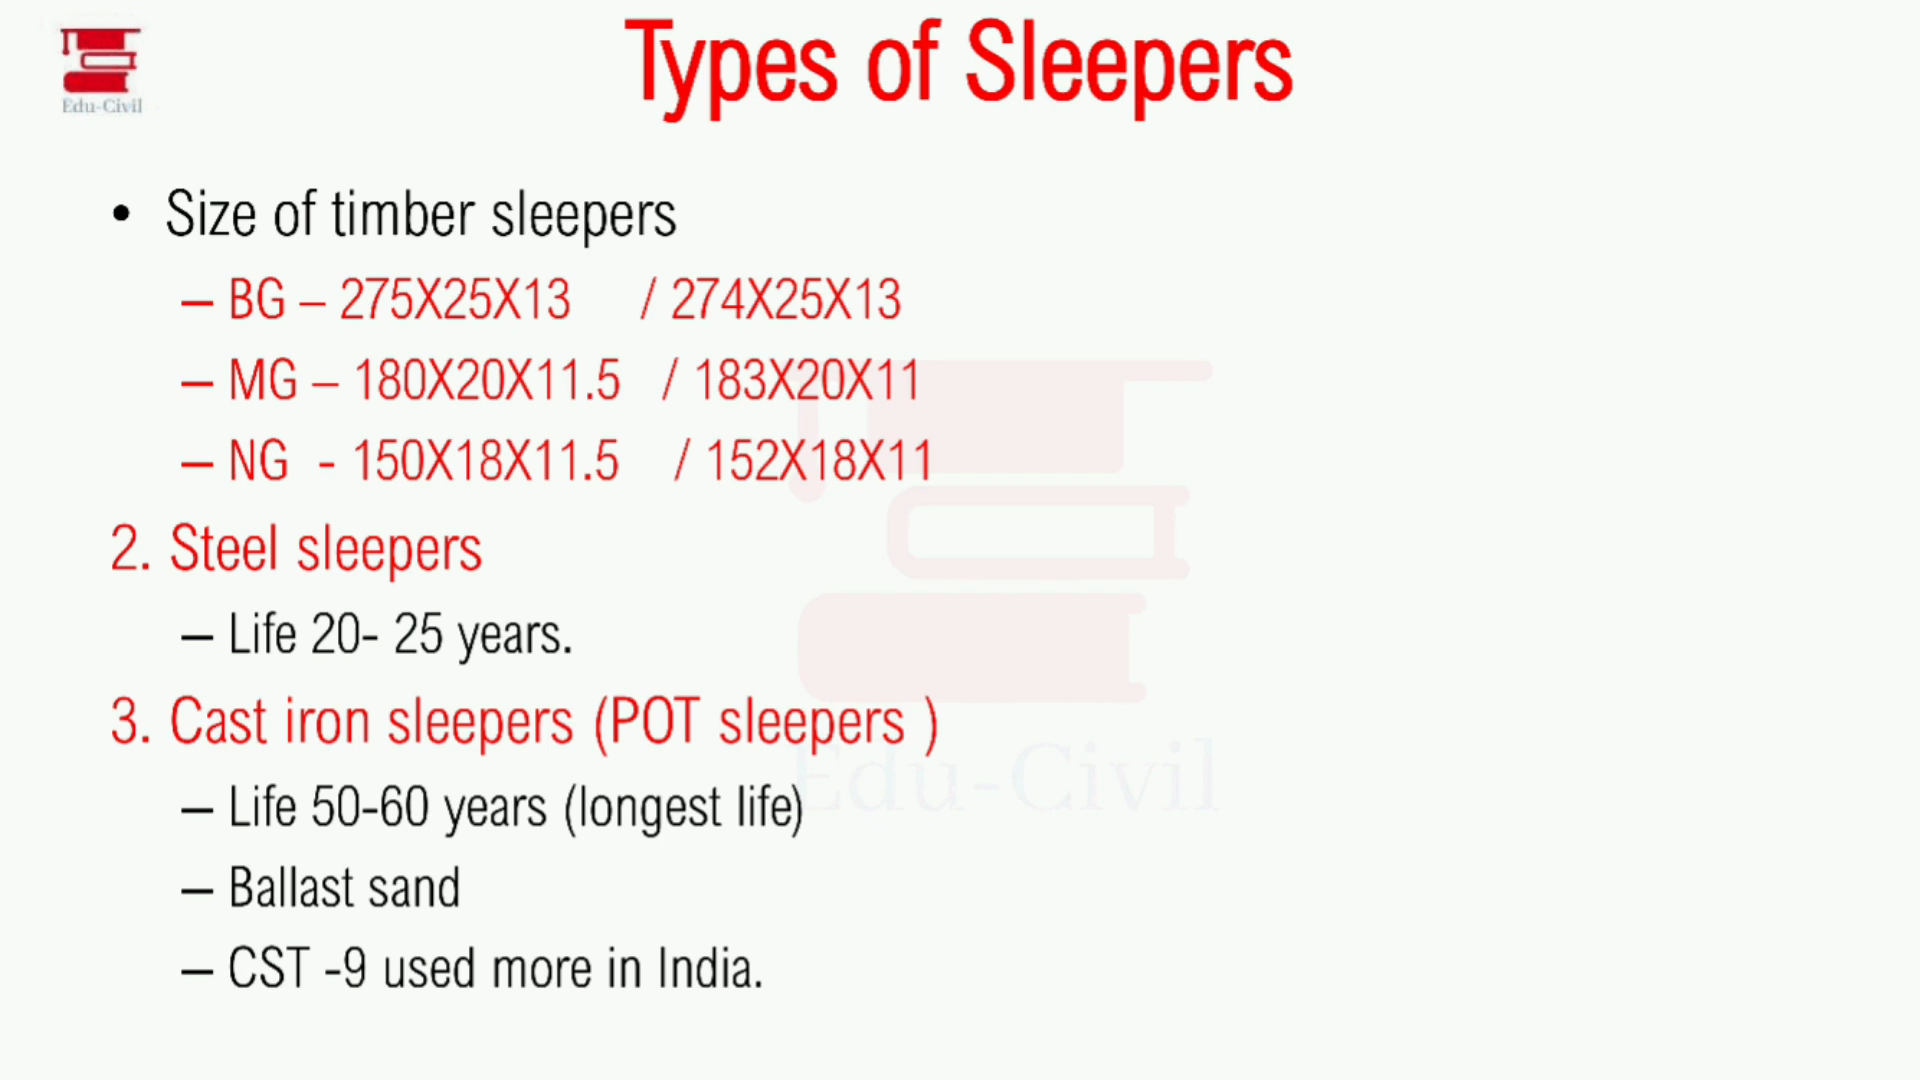 Edu-Civil
Types of Sleepers
• Size of timber sleepers
– BG – 275X25X13 / 274X25X13
– MG – 180X20X11.5 / 183X20X11
– NG - 150X18X11.5 / 152X18X11
2. Steel sleepers
– Life 20- 25 years.
3. Cast iron sleepers (POT sleepers )
Edu-Civil
– Life 50-60 years (longest life)
– Ballast sand
– CST -9 used more in India.